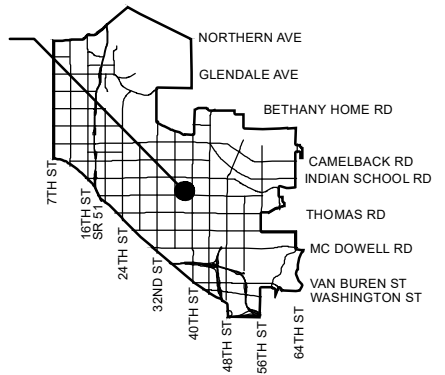 NORTHERN AVE
GLENDALE AVE
BETHANY HOME RD
CAMELBACK RD
INDIAN SCHOOL RD
THOMAS RD
MC DOWELL RD
VAN BUREN ST
WASHINGTON ST
7TH ST
16TH ST
SR 51
24TH ST
32ND ST
40TH ST
48TH ST
56TH ST
64TH ST